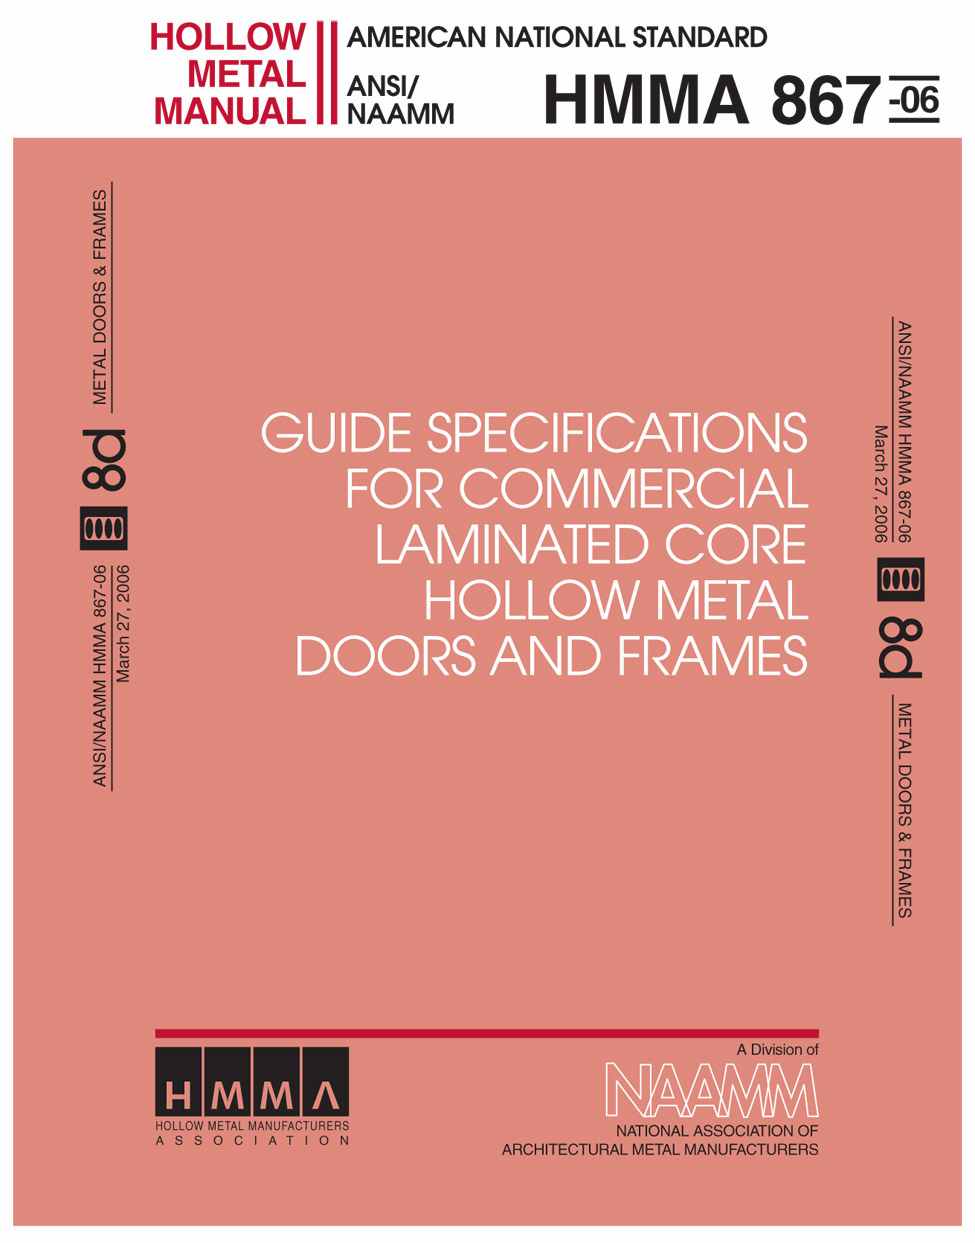 HOLLOW
METAL
MANUAL
AMERICAN NATIONAL STANDARD
ANSI/
NAAMM
HMMA 867-06
METAL DOORS & FRAMES
8d
ANSI/NAAMM HMMA 867-06
March 27, 2006
GUIDE SPECIFICATIONS
FOR COMMERCIAL
LAMINATED CORE
HOLLOW METAL
DOORS AND FRAMES
ANSI/NAAMM HMMA 867-06
March 27, 2006
8d
METAL DOORS & FRAMES
HMMA
HOLLOW METAL MANUFACTURERS
ASSOCIATION
A Division of
NAAMM
NATIONAL ASSOCIATION OF
ARCHITECTURAL METAL MANUFACTURERS